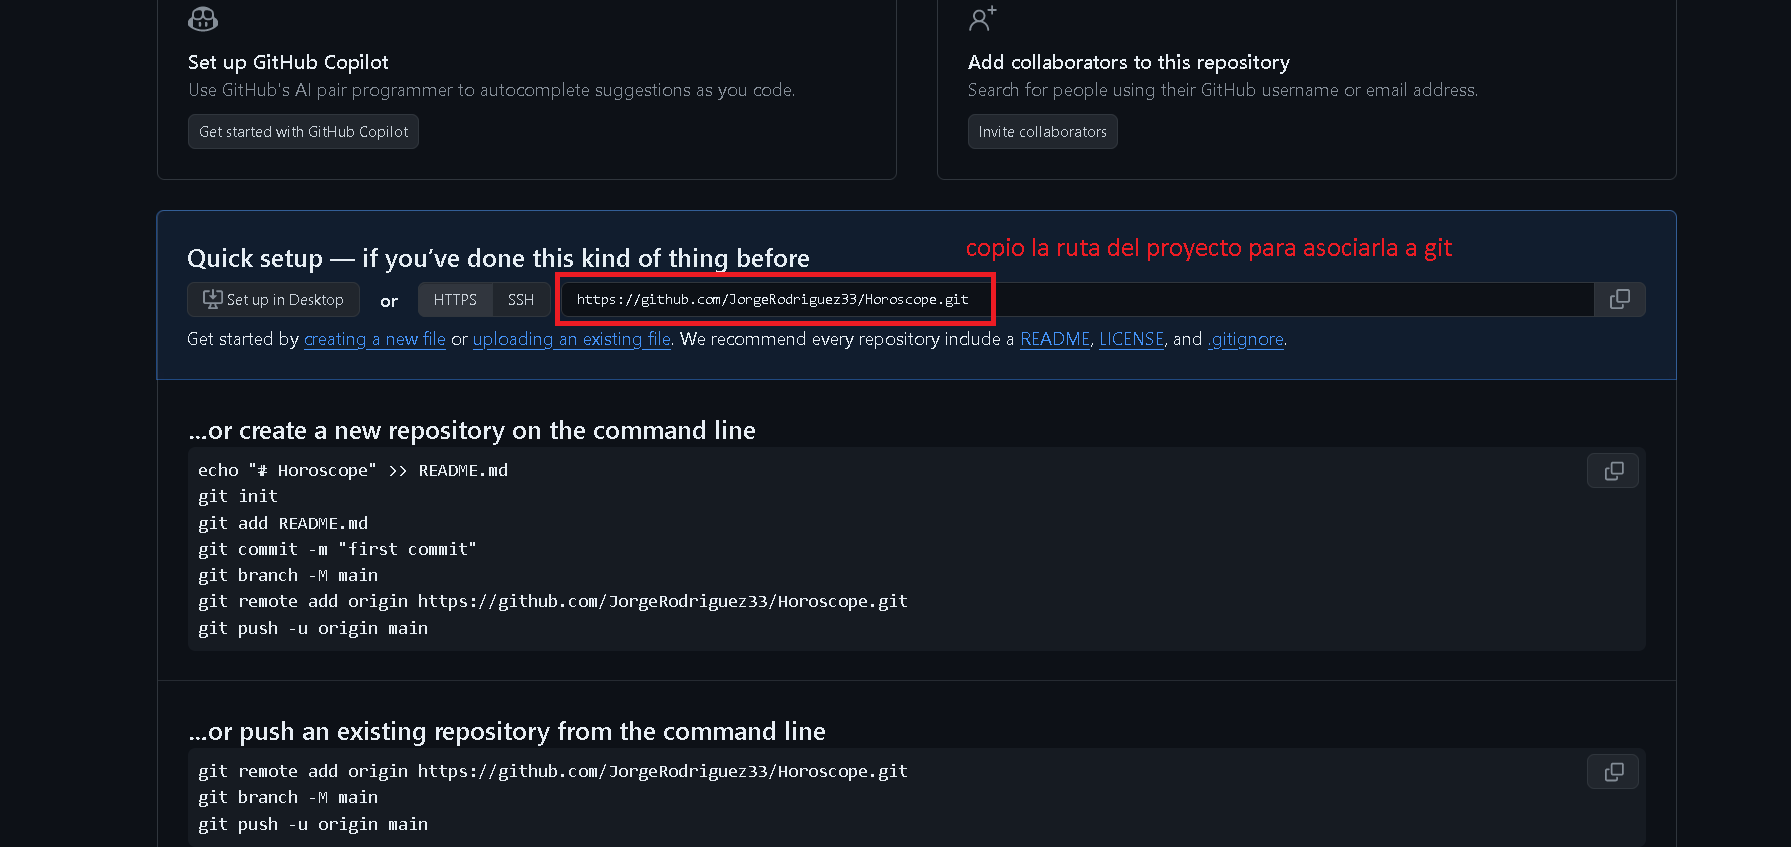 Set up GitHub Copilot
Use GitHub's AI pair programmer to autocomplete suggestions as you code.
Get started with GitHub Copilot
Add collaborators to this repository
Search for people using their GitHub username or email address.
Invite collaborators
Quick setup — if you've done this kind of thing before
copio la ruta del proyecto para asociarla a git
Set up in Desktop or HTTPS SSH https://github.com/JorgeRodriguez33/Horoscope.git
Get started by creating a new file or uploading an existing file. We recommend every repository include a README, LICENSE, and .gitignore.
...or create a new repository on the command line
echo "# Horoscope" >> README.md
git init
git add README.md
git commit -m "first commit"
git branch -M main
git remote add origin https://github.com/JorgeRodriguez33/Horoscope.git
git push -u origin main
...or push an existing repository from the command line
git remote add origin https://github.com/JorgeRodriguez33/Horoscope.git
git branch -M main
git push -u origin main